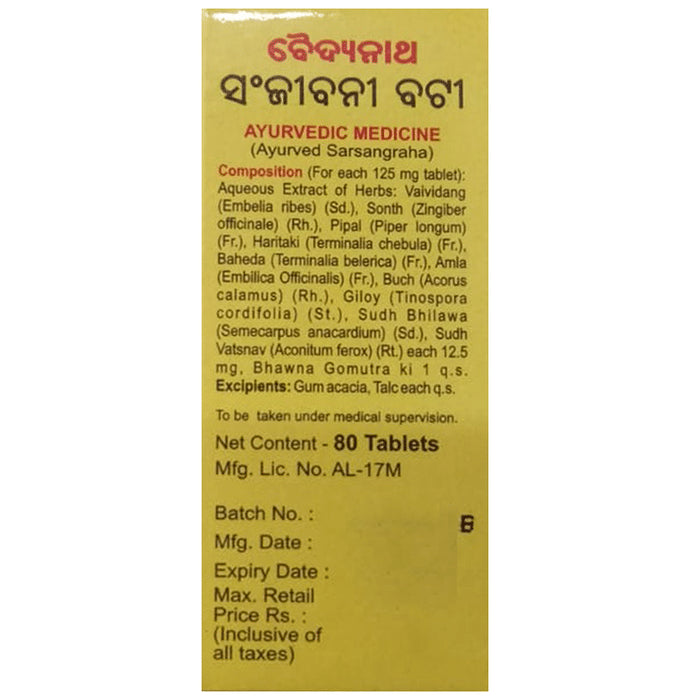 ବୈଦ୍ୟନାଥ
ସଂଜୀବନୀ ବଟୀ
AYURVEDIC MEDICINE
(Ayurved Sarsangraha)
Composition (For each 125 mg tablet):
Aqueous Extract of Herbs: Vaividang
(Embelia ribes) (Sd.), Sonth (Zingiber
officinale) (Rh.), Pipal (Piper longum)
(Fr.), Haritaki (Terminalia chebula) (Fr.),
Baheda (Terminalia belerica) (Fr.), Amla
(Embilica Officinalis) (Fr.), Buch (Acorus
calamus) (Rh.), Giloy (Tinospora
cordifolia) (St.), Sudh Bhilawa
(Semecarpus anacardium) (Sd.), Sudh
Vatsnav (Aconitum ferox) (Rt.) each 12.5
mg, Bhawna Gomutra ki 1 q.s.
Excipients: Gum acacia, Talc each q.s.
To be taken under medical supervision.
Net Content - 80 Tablets
Mfg. Lic. No. AL-17M
Batch No. :
Mfg. Date :
Expiry Date :
Max. Retail
Price Rs. :
(Inclusive of
all taxes)